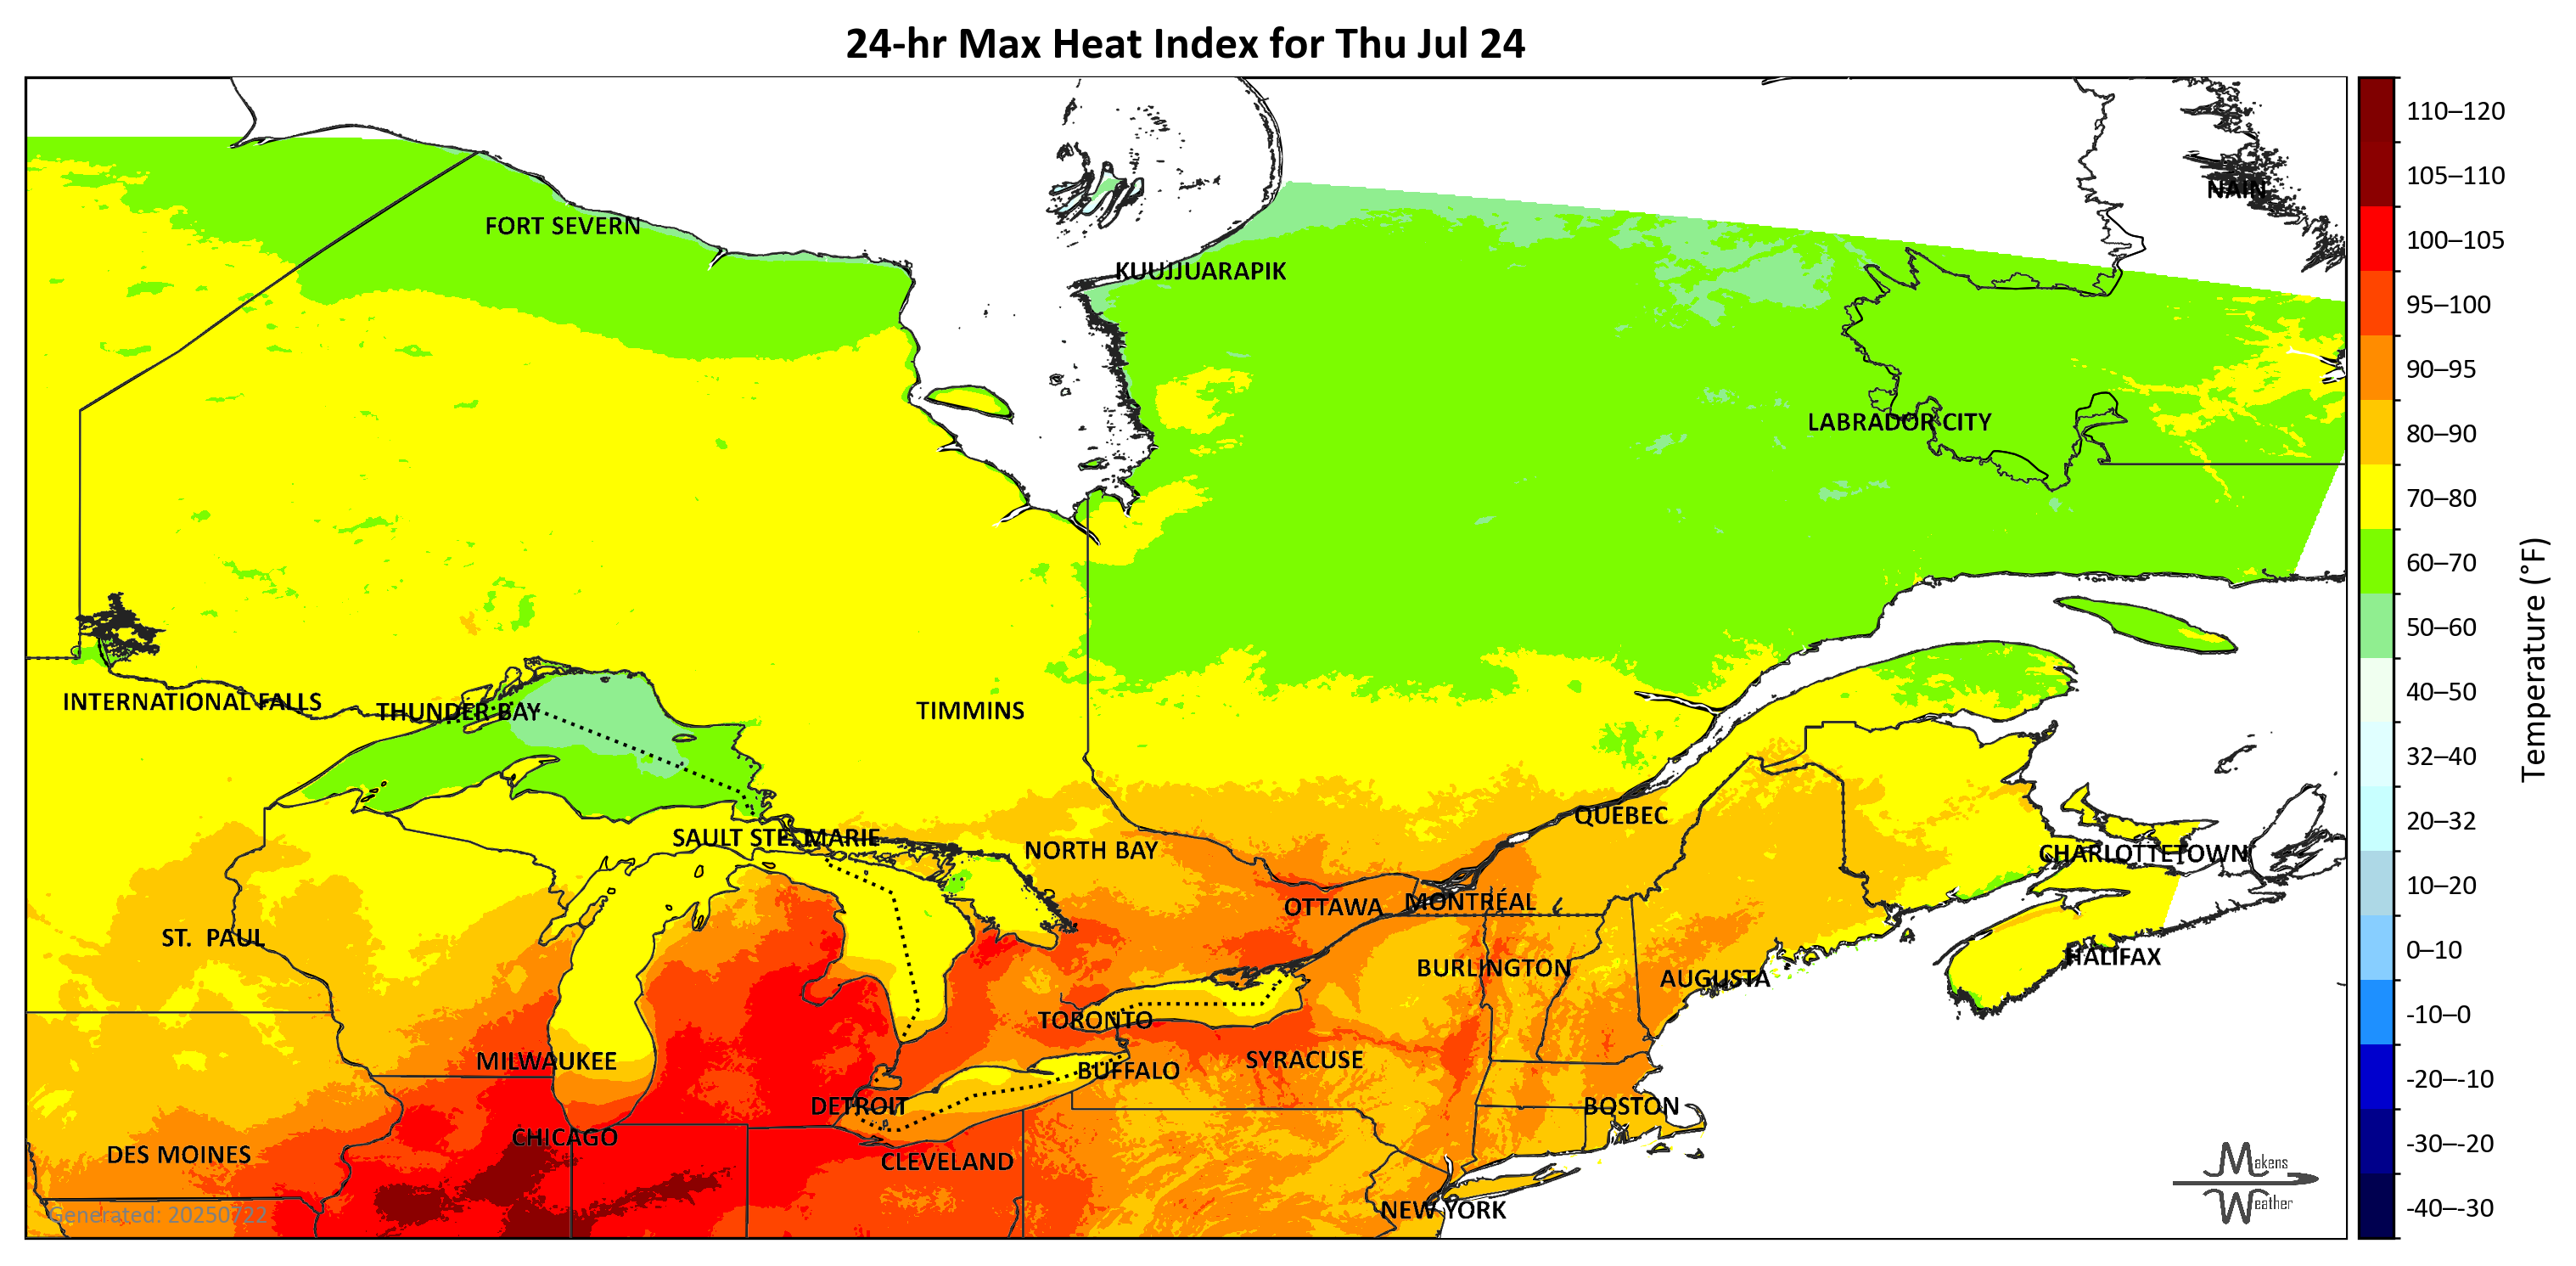 24-hr Max Heat Index for Thu Jul 24
NAIN
FORT SEVERN
KUUJJUARAPIK
LABRADOR CITY
INTERNATIONAL FALLS
THUNDER BAY
TIMMINS
SAULT STE. MARIE
NORTH BAY
QUÉBEC
CHARLOTTETOWN
OTTAWA
MONTRÉAL
ST. PAUL
HALIFAX
BURLINGTON
AUGUSTA
TORONTO
MILWAUKEE
BUFFALO
SYRACUSE
DETROIT
BOSTON
CHICAGO
DES MOINES
CLEVELAND
NEW YORK
Generated: 20250722
Makens
Weather
110–120
105–110
100–105
95–100
90–95
80–90
70–80
60–70
50–60
40–50
32–40
20–32
10–20
0–10
-10–0
-20–-10
-30–-20
-40–-30
Temperature (°F)